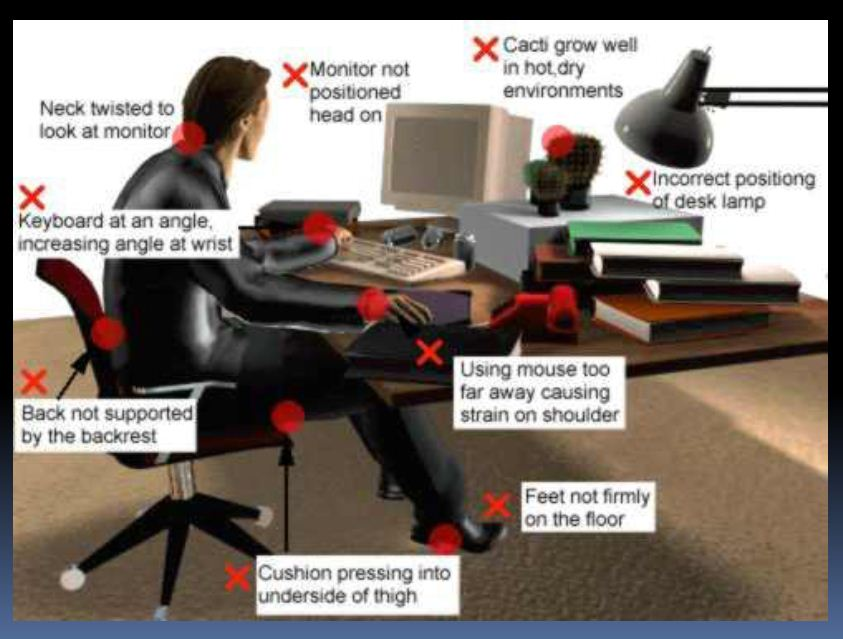 Cacti grow well
in hot,dry
environments
Monitor not
positioned
head on
Neck twisted to
look at monitor
Incorrect positiong
of desk lamp
Keyboard at an angle,
increasing angle at wrist
Using mouse too
far away causing
strain on shoulder
Back not supported
by the backrest
Feet not firmly
on the floor
Cushion pressing into
underside of thigh